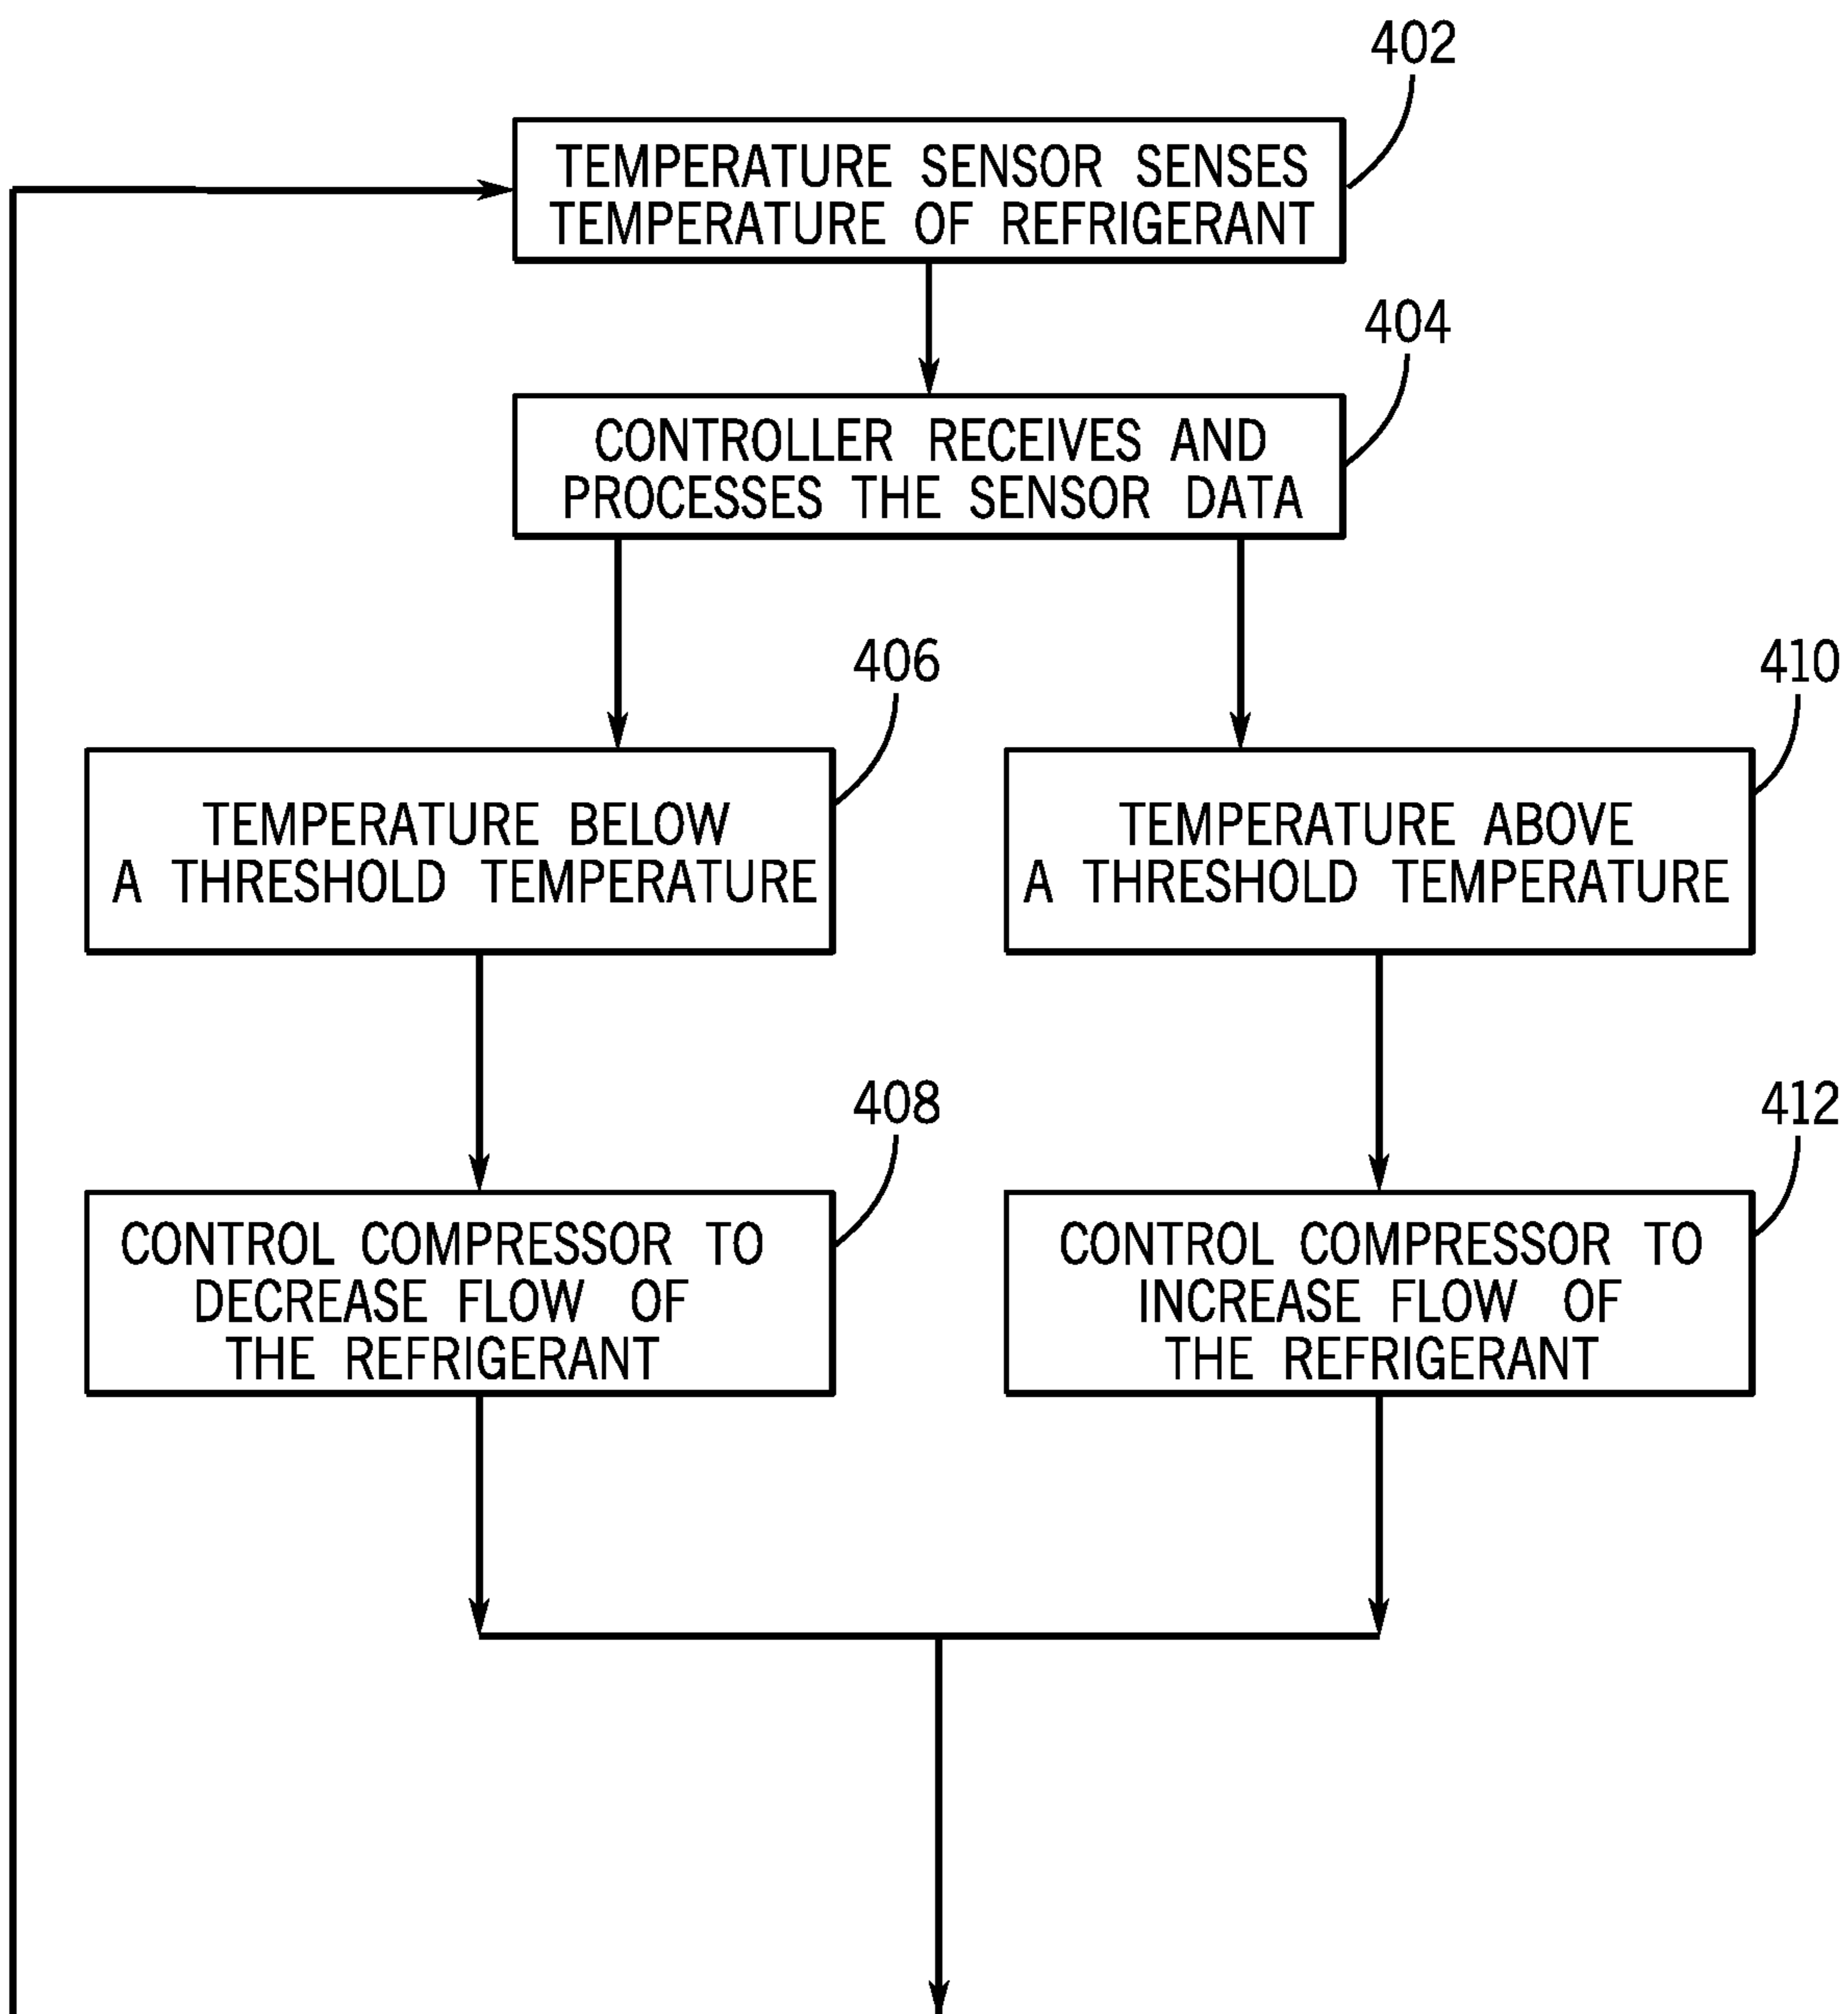 402
TEMPERATURE SENSOR SENSES
TEMPERATURE OF REFRIGERANT
404
CONTROLLER RECEIVES AND
PROCESSES THE SENSOR DATA
406
TEMPERATURE BELOW
A THRESHOLD TEMPERATURE
410
TEMPERATURE ABOVE
A THRESHOLD TEMPERATURE
408
CONTROL COMPRESSOR TO
DECREASE FLOW OF
THE REFRIGERANT
412
CONTROL COMPRESSOR TO
INCREASE FLOW OF
THE REFRIGERANT